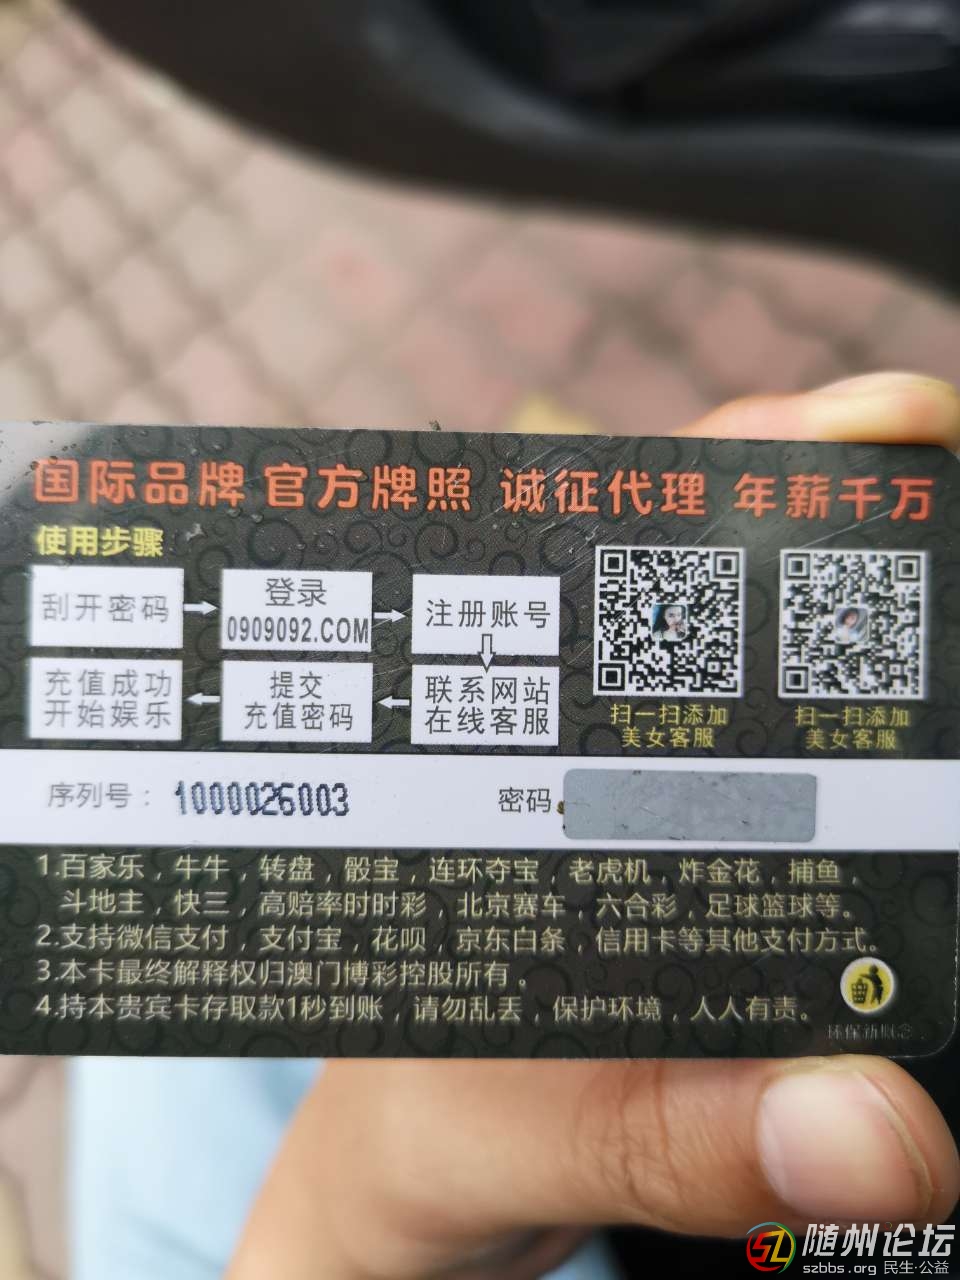 国际品牌 官方牌照 诚征代理 年薪千万
使用步骤
刮开密码
登录
0909092.COM
注册账号
联系网站
在线客服
提交
充值密码
充值成功
开始娱乐
扫一扫添加
美女客服
扫一扫添加
美女客服
序列号：1000026003
密码
1.百家乐，牛牛，转盘，骰宝，连环夺宝，老虎机，炸金花，捕鱼，
斗地主，快三，高赔率时时彩，北京赛车，六合彩，足球篮球等。
2.支持微信支付，支付宝，花呗，京东白条，信用卡等其他支付方式。
3.本卡最终解释权归澳门博彩控股所有。
4.持本贵宾卡存取款1秒到账，请勿乱丢，保护环境，人人有责。
环保新概念
随州论坛
szbbs.org 民生·公益